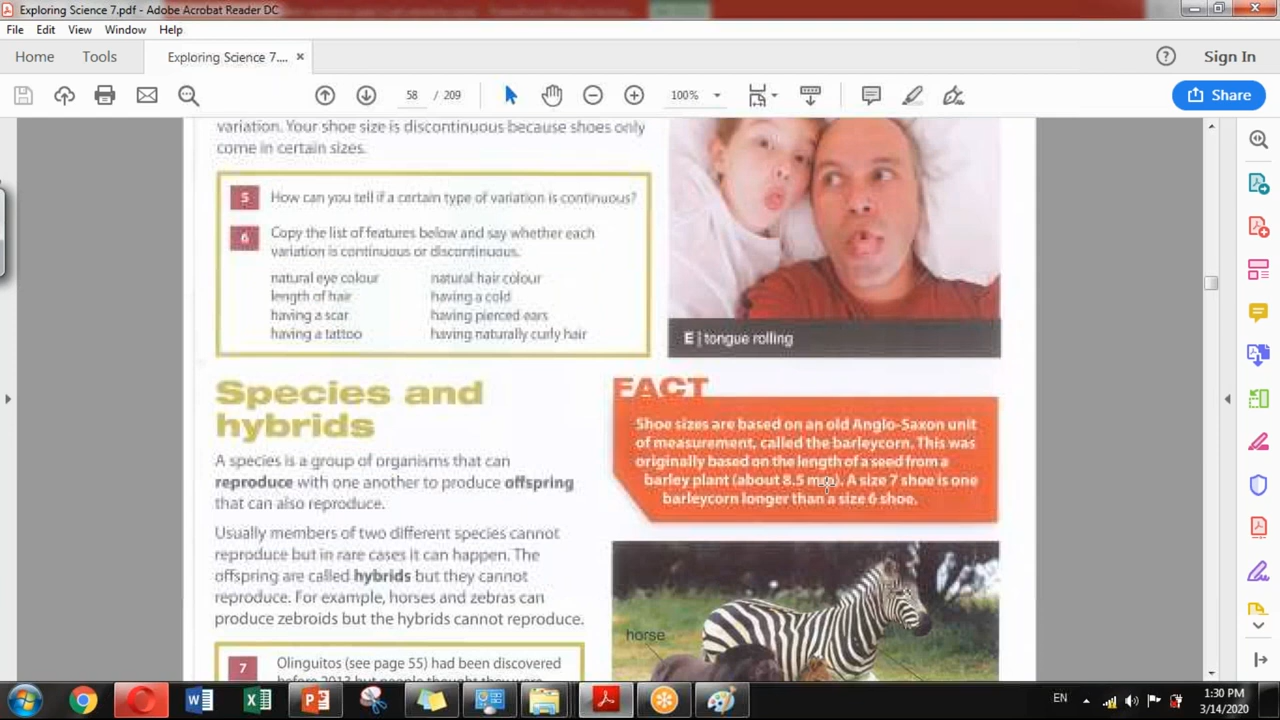 Exploring Science 7.pdf - Adobe Acrobat Reader DC
File Edit View Window Help
Home Tools Exploring Science 7.... × ? Sign In
58 / 209 100% Share
variation. Your shoe size is discontinuous because shoes only
come in certain sizes.
5 How can you tell if a certain type of variation is continuous?
6 Copy the list of features below and say whether each
variation is continuous or discontinuous.
natural eye colour natural hair colour
length of hair having a cold
having a scar having pierced ears
having a tattoo having naturally curly hair
E | tongue rolling
Species and
hybrids
A species is a group of organisms that can
reproduce with one another to produce offspring
that can also reproduce.
Usually members of two different species cannot
reproduce but in rare cases it can happen. The
offspring are called hybrids but they cannot
reproduce. For example, horses and zebras can
produce zebroids but the hybrids cannot reproduce.
7 Olinguitos (see page 55) had been discovered
before 2013 but people thought they were
FACT
Shoe sizes are based on an old Anglo-Saxon unit
of measurement, called the barleycorn. This was
originally based on the length of a seed from a
barley plant (about 8.5 mm). A size 7 shoe is one
barleycorn longer than a size 6 shoe.
horse
EN 1:30 PM
3/14/2020